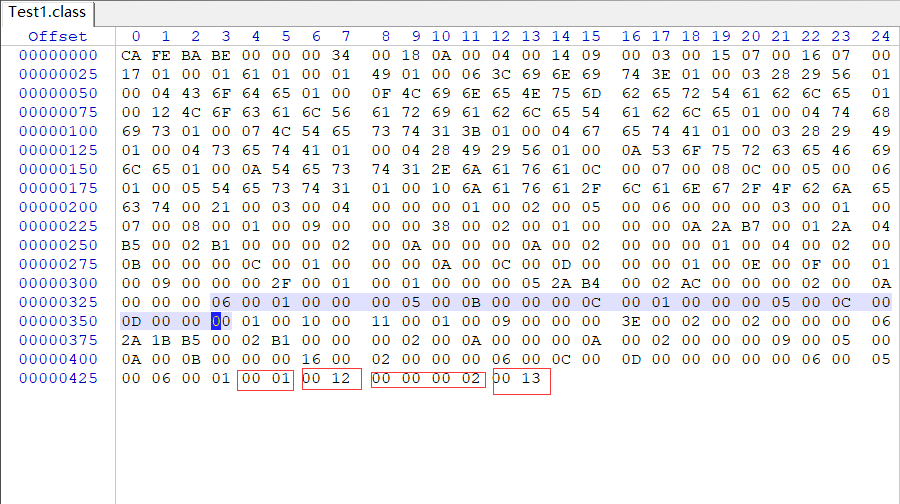 Test1.class
Offset 0 1 2 3 4 5 6 7 8 9 10 11 12 13 14 15 16 17 18 19 20 21 22 23 24
00000000 CA FE BA BE 00 00 00 34 00 18 0A 00 04 00 14 09 00 03 00 15 07 00 16 07 00
00000025 17 01 00 01 61 01 00 01 49 01 00 06 3C 69 6E 69 74 3E 01 00 03 28 29 56 01
00000050 00 04 43 6F 64 65 01 00 0F 4C 69 6E 65 4E 75 6D 62 65 72 54 61 62 6C 65 01
00000075 00 12 4C 6F 63 61 6C 56 61 72 69 61 62 6C 65 54 61 62 6C 65 01 00 04 74 68
00000100 69 73 01 00 07 4C 54 65 73 74 31 3B 01 00 04 67 65 74 41 01 00 03 28 29 49
00000125 01 00 04 73 65 74 41 01 00 04 28 49 29 56 01 00 0A 53 6F 75 72 63 65 46 69
00000150 6C 65 01 00 0A 54 65 73 74 31 2E 6A 61 76 61 0C 00 07 00 08 0C 00 05 00 06
00000175 01 00 05 54 65 73 74 31 01 00 10 6A 61 76 61 2F 6C 61 6E 67 2F 4F 62 6A 65
00000200 63 74 00 21 00 03 00 04 00 00 00 01 00 02 00 05 00 06 00 00 00 03 00 01 00
00000225 07 00 08 00 01 00 09 00 00 00 38 00 02 00 01 00 00 00 0A 2A B7 00 01 2A 04
00000250 B5 00 02 B1 00 00 00 02 00 0A 00 00 00 0A 00 02 00 00 00 01 00 04 00 02 00
00000275 0B 00 00 00 0C 00 01 00 00 00 0A 00 0C 00 0D 00 00 00 01 00 0E 00 0F 00 01
00000300 00 09 00 00 00 2F 00 01 00 01 00 00 00 05 2A B4 00 02 AC 00 00 00 02 00 0A
00000325 00 00 00 06 00 01 00 00 00 05 00 0B 00 00 00 0C 00 01 00 00 00 05 00 0C 00
00000350 0D 00 00 00 01 00 10 00 11 00 01 00 09 00 00 00 3E 00 02 00 02 00 00 00 06
00000375 2A 1B B5 00 02 B1 00 00 00 02 00 0A 00 00 00 0A 00 02 00 00 00 09 00 05 00
00000400 0A 00 0B 00 00 00 16 00 02 00 00 00 06 00 0C 00 0D 00 00 00 00 00 06 00 05
00000425 00 06 00 01 00 01 00 12 00 00 00 02 00 13